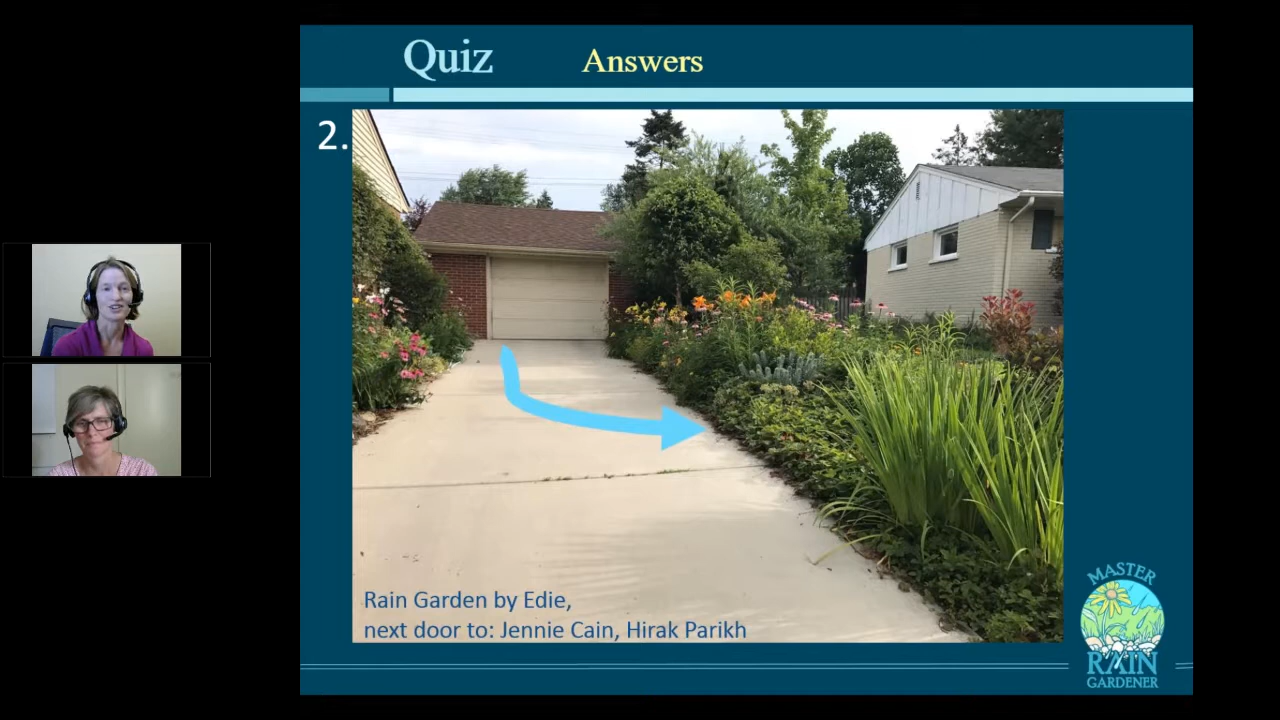 Quiz Answers
2.
Rain Garden by Edie,
next door to: Jennie Cain, Hirak Parikh
MASTER
RAIN
GARDENER